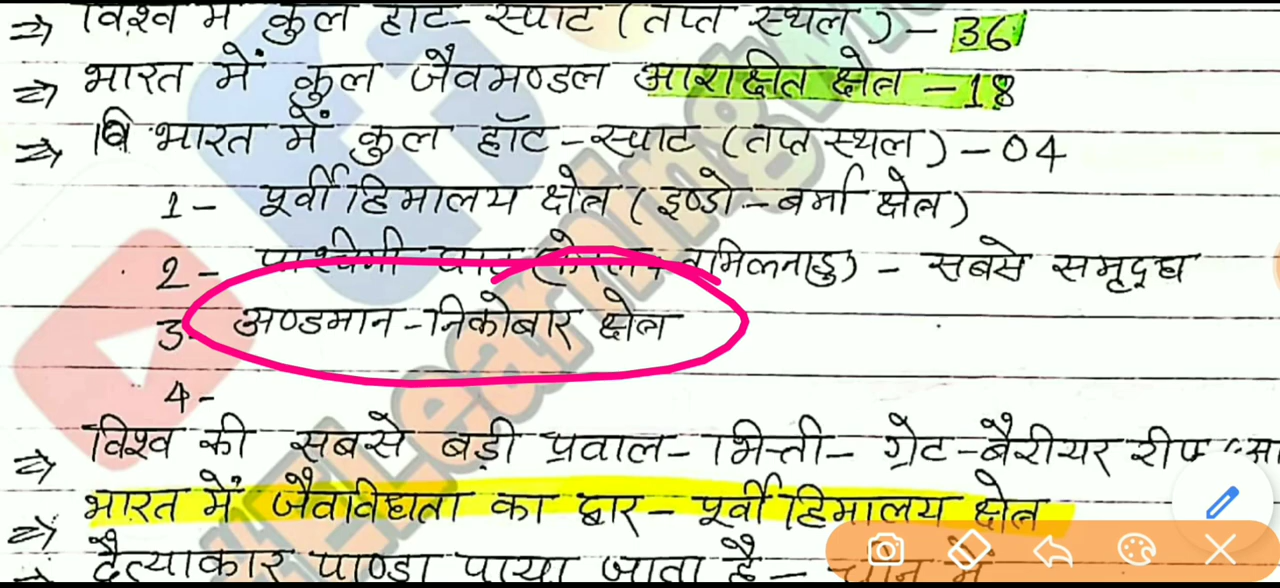 ⇒ विश्व में कुल हाट-स्पाट (तप्त स्थल) - 36
⇒ भारत में कुल जैवमण्डल आरक्षित क्षेत्र - 18
⇒ वि भारत में कुल हॉट-स्पाट (तप्त स्थल) - 04
1- पूर्वी हिमालय क्षेत्र (इण्डो-बर्मा क्षेत्र)
2- पश्चिमी घाट (केरल, तामिलनाडु) - सबसे समृद्ध
3- अण्डमान-निकोबार क्षेत्र
4-
⇒ विश्व की सबसे बड़ी प्रवाल-भित्ती- ग्रेट-बैरीयर रीफ
⇒ भारत में जैवविधता का द्वार- पूर्वी हिमालय क्षेत्र
दैत्याकार पाण्डा पाया जाता है- चीन में
Learning